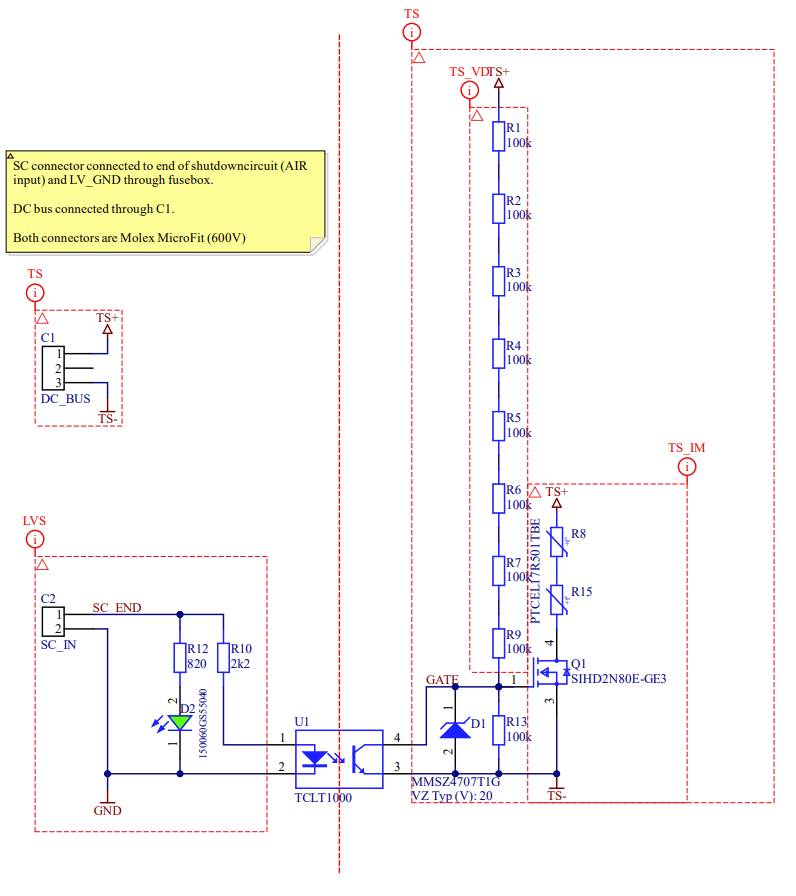 TS
i
TS_VD
TS+
i
R1
100k
SC connector connected to end of shutdowncircuit (AIR
input) and LV_GND through fusebox.
DC bus connected through C1.
Both connectors are Molex MicroFit (600V)
R2
100k
TS
i
R3
100k
TS+
C1
1
2
3
DC_BUS
TS-
R4
100k
R5
100k
TS_IM
i
R6
100k
TS+
PTCEL17R501TBE
R8
+t°
R7
100k
R15
+t°
LVS
i
C2
1
2
SC_IN
SC_END
R12
820
R10
2k2
R9
100k
4
Q1
SIHD2N80E-GE3
GATE
1
3
2
D2
1
150060GS55040
U1
1
2
4
3
TCLT1000
1
D1
2
R13
100k
MMSZ4707T1G
VZ Typ (V): 20
TS-
GND